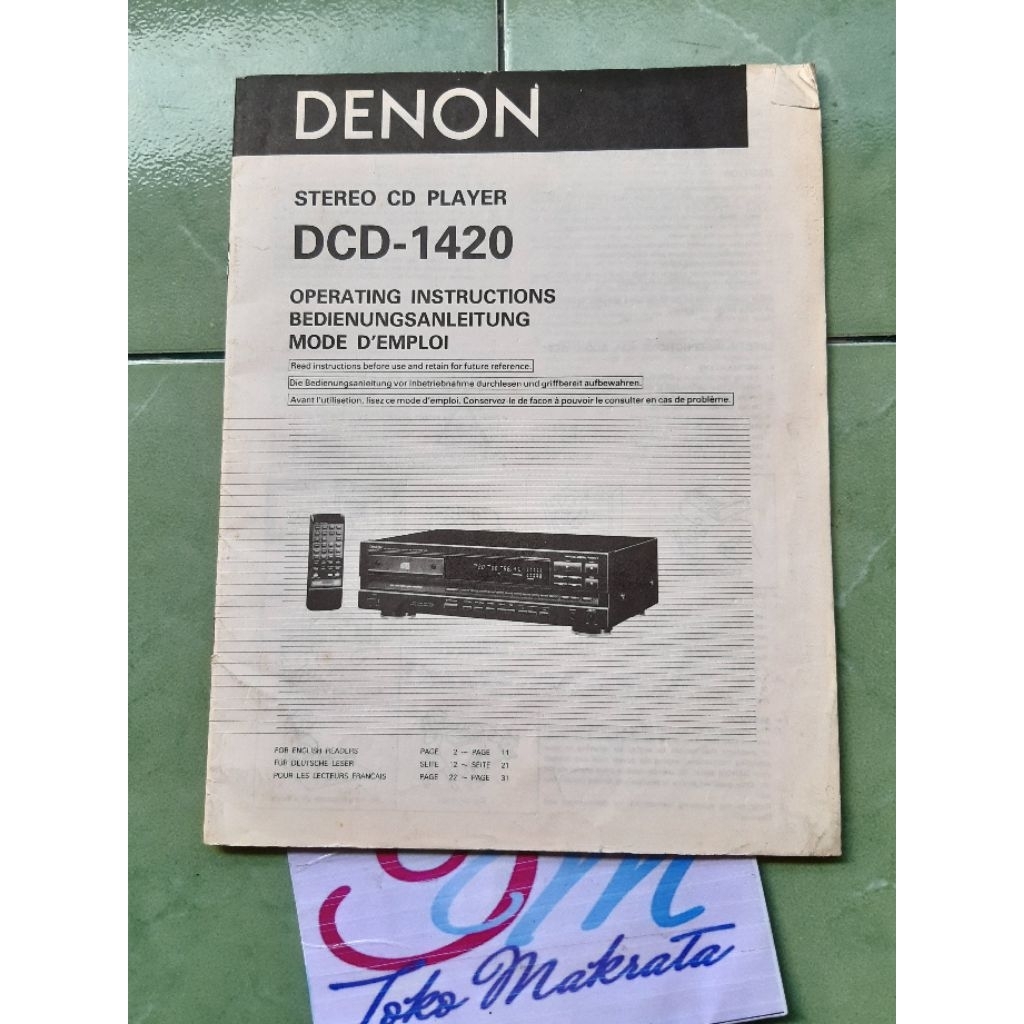 DENON
STEREO CD PLAYER
DCD-1420
OPERATING INSTRUCTIONS
BEDIENUNGSANLEITUNG
MODE D'EMPLOI
Read instructions before use and retain for future reference.
Die Bedienungsanleitung vor Inbetriebnahme durchlesen und griffbereit aufbewahren.
Avant l'utilisation, lisez ce mode d'emploi. Conservez-le de facon à pouvoir le consulter en cas de problème.
FOR ENGLISH READERS PAGE 2 ~ PAGE 11
FÜR DEUTSCHE LESER SEITE 12 ~ SEITE 21
POUR LES LECTEURS FRANCAIS PAGE 22 ~ PAGE 31
Toko Makrata